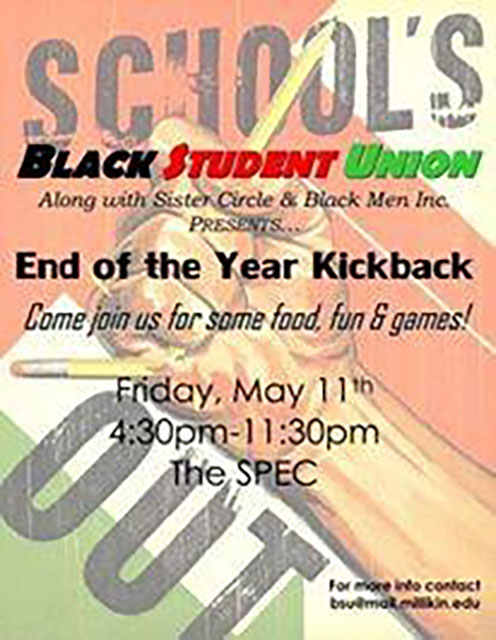 SCHOOL'S
BLACK STUDENT UNION
Along with Sister Circle & Black Men Inc.
PRESENTS...
End of the Year Kickback
Come join us for some food, fun & games!
Friday, May 11th
4:30pm-11:30pm
The SPEC
OUT
For more info contact
bsu@mail.millikin.edu